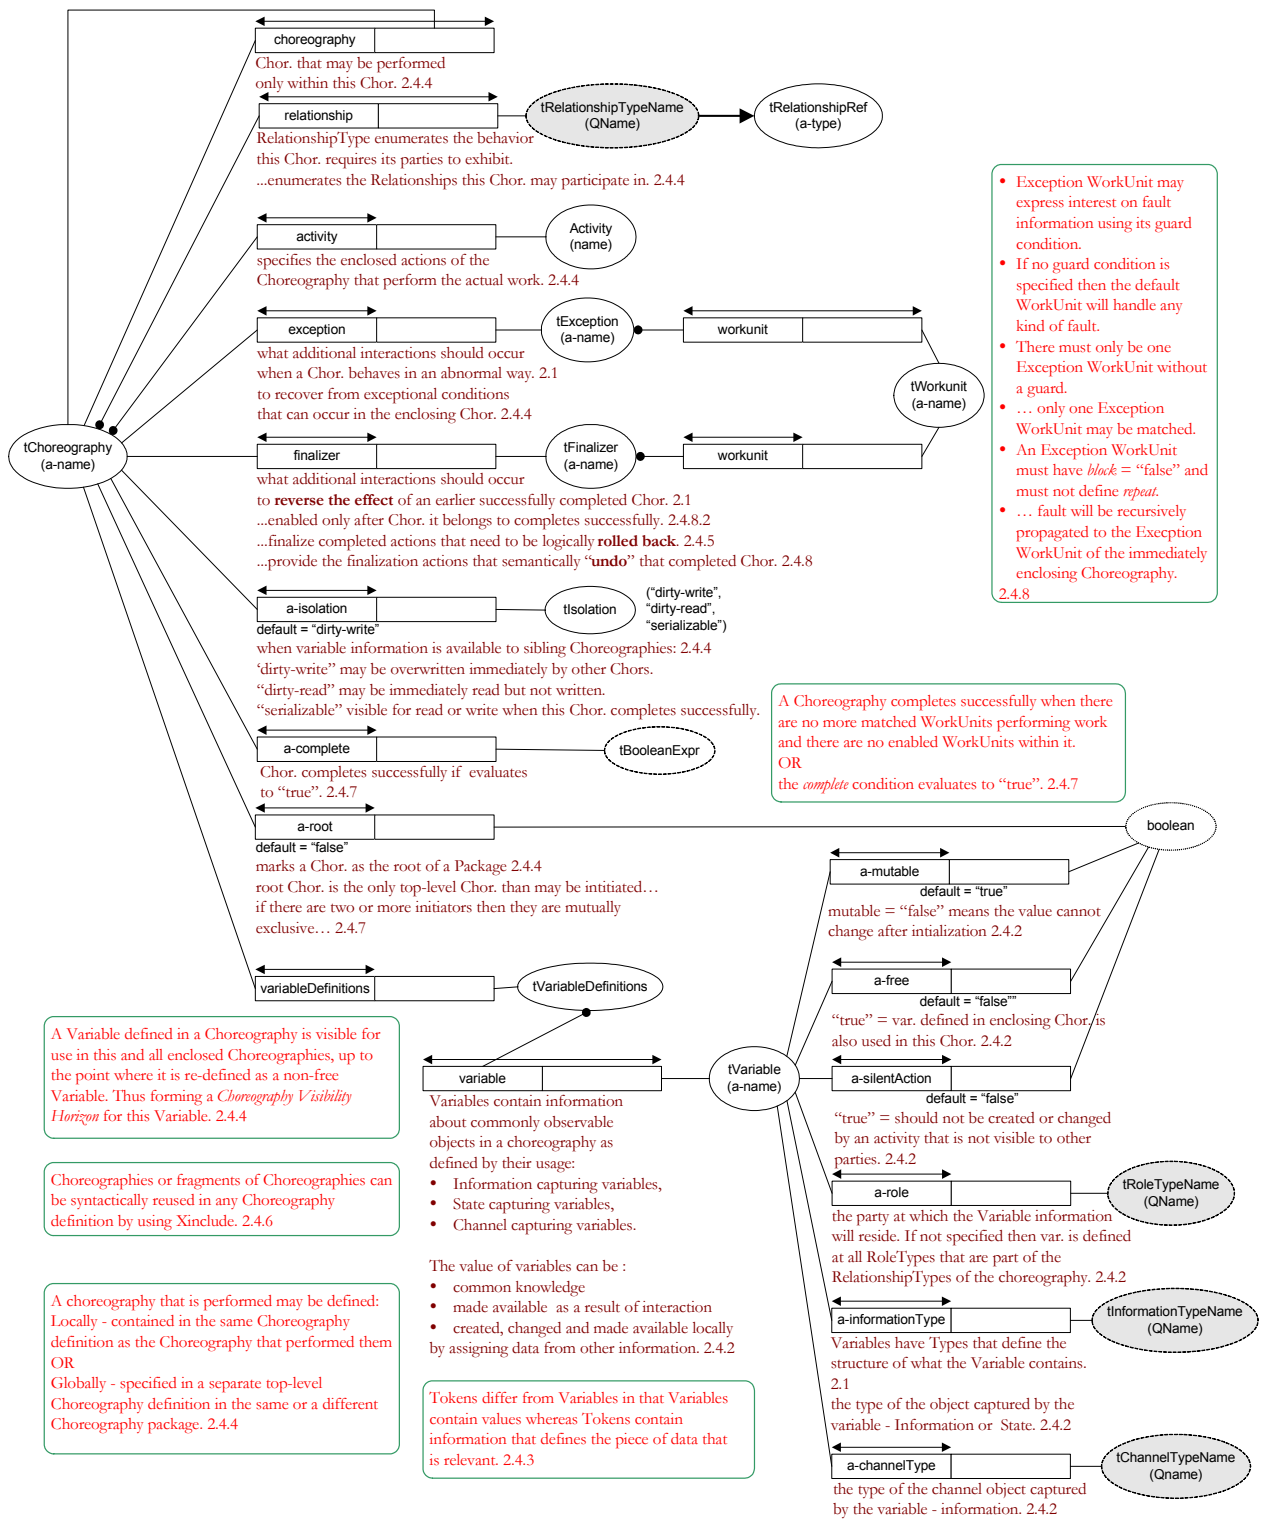 choreography
Chor. that may be performed
only within this Chor. 2.4.4
relationship
tRelationshipTypeName
(QName)
tRelationshipRef
(a-type)
RelationshipType enumerates the behavior
this Chor. requires its parties to exhibit.
...enumerates the Relationships this Chor. may participate in. 2.4.4
activity
Activity
(name)
specifies the enclosed actions of the
Choreography that perform the actual work. 2.4.4
exception
tException
(a-name)
workunit
what additional interactions should occur
when a Chor. behaves in an abnormal way. 2.1
to recover from exceptional conditions
that can occur in the enclosing Chor. 2.4.4
tWorkunit
(a-name)
tChoreography
(a-name)
finalizer
tFinalizer
(a-name)
workunit
what additional interactions should occur
to reverse the effect of an earlier successfully completed Chor. 2.1
...enabled only after Chor. it belongs to completes successfully. 2.4.8.2
...finalize completed actions that need to be logically rolled back. 2.4.5
...provide the finalization actions that semantically “undo” that completed Chor. 2.4.8
• Exception WorkUnit may
express interest on fault
information using its guard
condition.
• If no guard condition is
specified then the default
WorkUnit will handle any
kind of fault.
• There must only be one
Exception WorkUnit without
a guard.
• … only one Exception
WorkUnit may be matched.
• An Exception WorkUnit
must have block = “false” and
must not define repeat.
• … fault will be recursively
propagated to the Execption
WorkUnit of the immediately
enclosing Choreography.
2.4.8
a-isolation
default = “dirty-write”
tIsolation
(“dirty-write”,
“dirty-read”,
“serializable”)
when variable information is available to sibling Choreographies: 2.4.4
‘dirty-write” may be overwritten immediately by other Chors.
“dirty-read” may be immediately read but not written.
“serializable” visible for read or write when this Chor. completes successfully.
a-complete
tBooleanExpr
Chor. completes successfully if evaluates
to “true”. 2.4.7
A Choreography completes successfully when there
are no more matched WorkUnits performing work
and there are no enabled WorkUnits within it.
OR
the complete condition evaluates to “true”. 2.4.7
a-root
default = “false”
boolean
marks a Chor. as the root of a Package 2.4.4
root Chor. is the only top-level Chor. than may be intitiated…
if there are two or more initiators then they are mutually
exclusive… 2.4.7
a-mutable
default = “true”
mutable = “false” means the value cannot
change after intialization 2.4.2
variableDefinitions
tVariableDefinitions
a-free
default = “false””
“true” = var. defined in enclosing Chor. is
also used in this Chor. 2.4.2
A Variable defined in a Choreography is visible for
use in this and all enclosed Choreographies, up to
the point where it is re-defined as a non-free
Variable. Thus forming a Choreography Visibility
Horizon for this Variable. 2.4.4
variable
tVariable
(a-name)
a-silentAction
default = “false”
“true” = should not be created or changed
by an activity that is not visible to other
parties. 2.4.2
Variables contain information
about commonly observable
objects in a choreography as
defined by their usage:
• Information capturing variables,
• State capturing variables,
• Channel capturing variables.
The value of variables can be :
• common knowledge
• made available as a result of interaction
• created, changed and made available locally
by assigning data from other information. 2.4.2
Choreographies or fragments of Choreographies can
be syntactically reused in any Choreography
definition by using Xinclude. 2.4.6
a-role
tRoleTypeName
(QName)
the party at which the Variable information
will reside. If not specified then var. is defined
at all RoleTypes that are part of the
RelationshipTypes of the choreography. 2.4.2
A choreography that is performed may be defined:
Locally - contained in the same Choreography
definition as the Choreography that performed them
OR
Globally - specified in a separate top-level
Choreography definition in the same or a different
Choreography package. 2.4.4
a-informationType
tInformationTypeName
(QName)
Variables have Types that define the
structure of what the Variable contains.
2.1
the type of the object captured by the
variable - Information or State. 2.4.2
Tokens differ from Variables in that Variables
contain values whereas Tokens contain
information that defines the piece of data that
is relevant. 2.4.3
a-channelType
tChannelTypeName
(Qname)
the type of the channel object captured
by the variable - information. 2.4.2